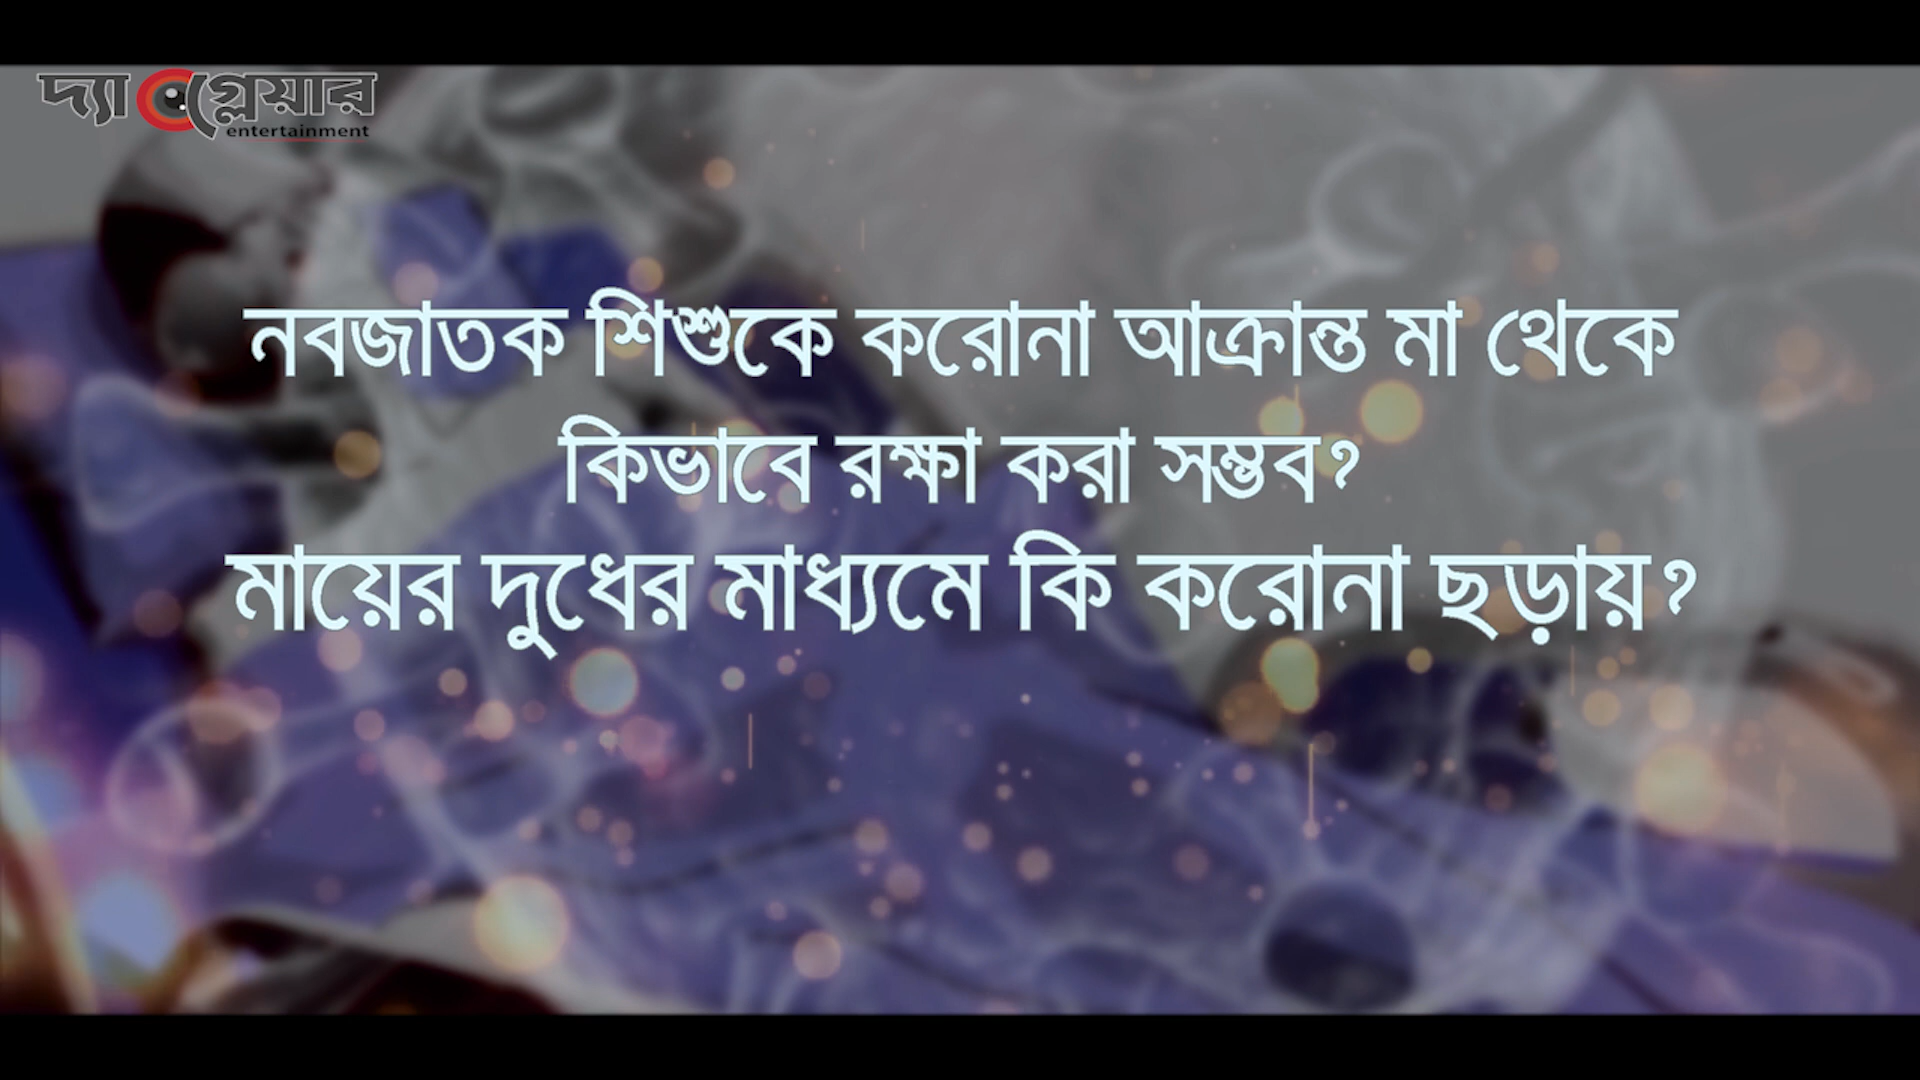 দ্যা গ্লেয়ার
entertainment
নবজাতক শিশুকে করোনা আক্রান্ত মা থেকে
কিভাবে রক্ষা করা সম্ভব?
মায়ের দুধের মাধ্যমে কি করোনা ছড়ায়?